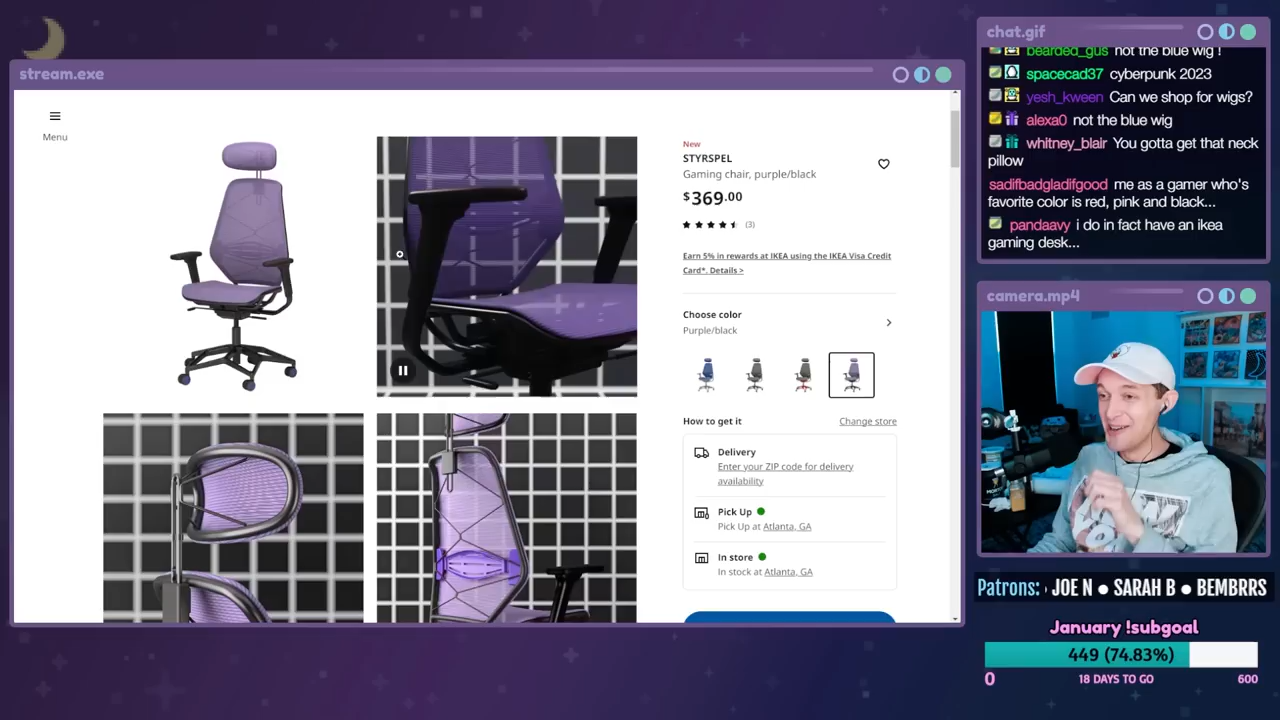 stream.exe
Menu
New
STYRSPEL
Gaming chair, purple/black
$369.00
(3)
Earn 5% in rewards at IKEA using the IKEA Visa Credit
Card*. Details >
Choose color
Purple/black
How to get it
Change store
Delivery
Enter your ZIP code for delivery
availability
Pick Up
Pick Up at Atlanta, GA
In store
In stock at Atlanta, GA
chat.gif
bearded_gus not the blue wig !
spacecad37 cyberpunk 2023
yesh_kween Can we shop for wigs?
alexa0 not the blue wig
whitney_blair You gotta get that neck
pillow
sadifbadgladifgood me as a gamer who's
favorite color is red, pink and black...
pandaavy i do in fact have an ikea
gaming desk...
camera.mp4
Patrons: JOE N ● SARAH B ● BEMBRRS
January !subgoal
449 (74.83%)
0
18 DAYS TO GO
600